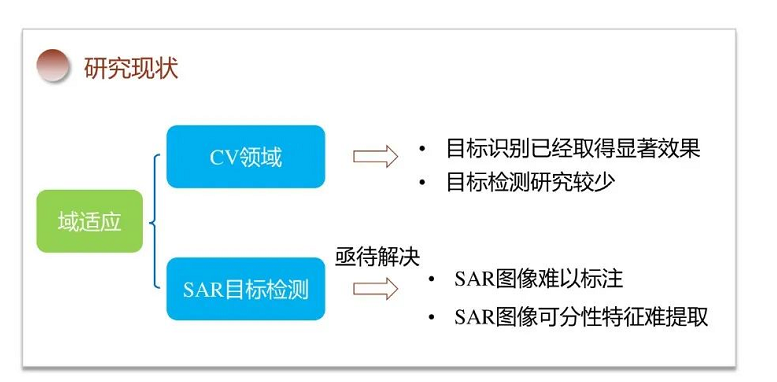 研究现状
CV领域
• 目标识别已经取得显著效果
• 目标检测研究较少
域适应
SAR目标检测
亟待解决
• SAR图像难以标注
• SAR图像可分性特征难提取